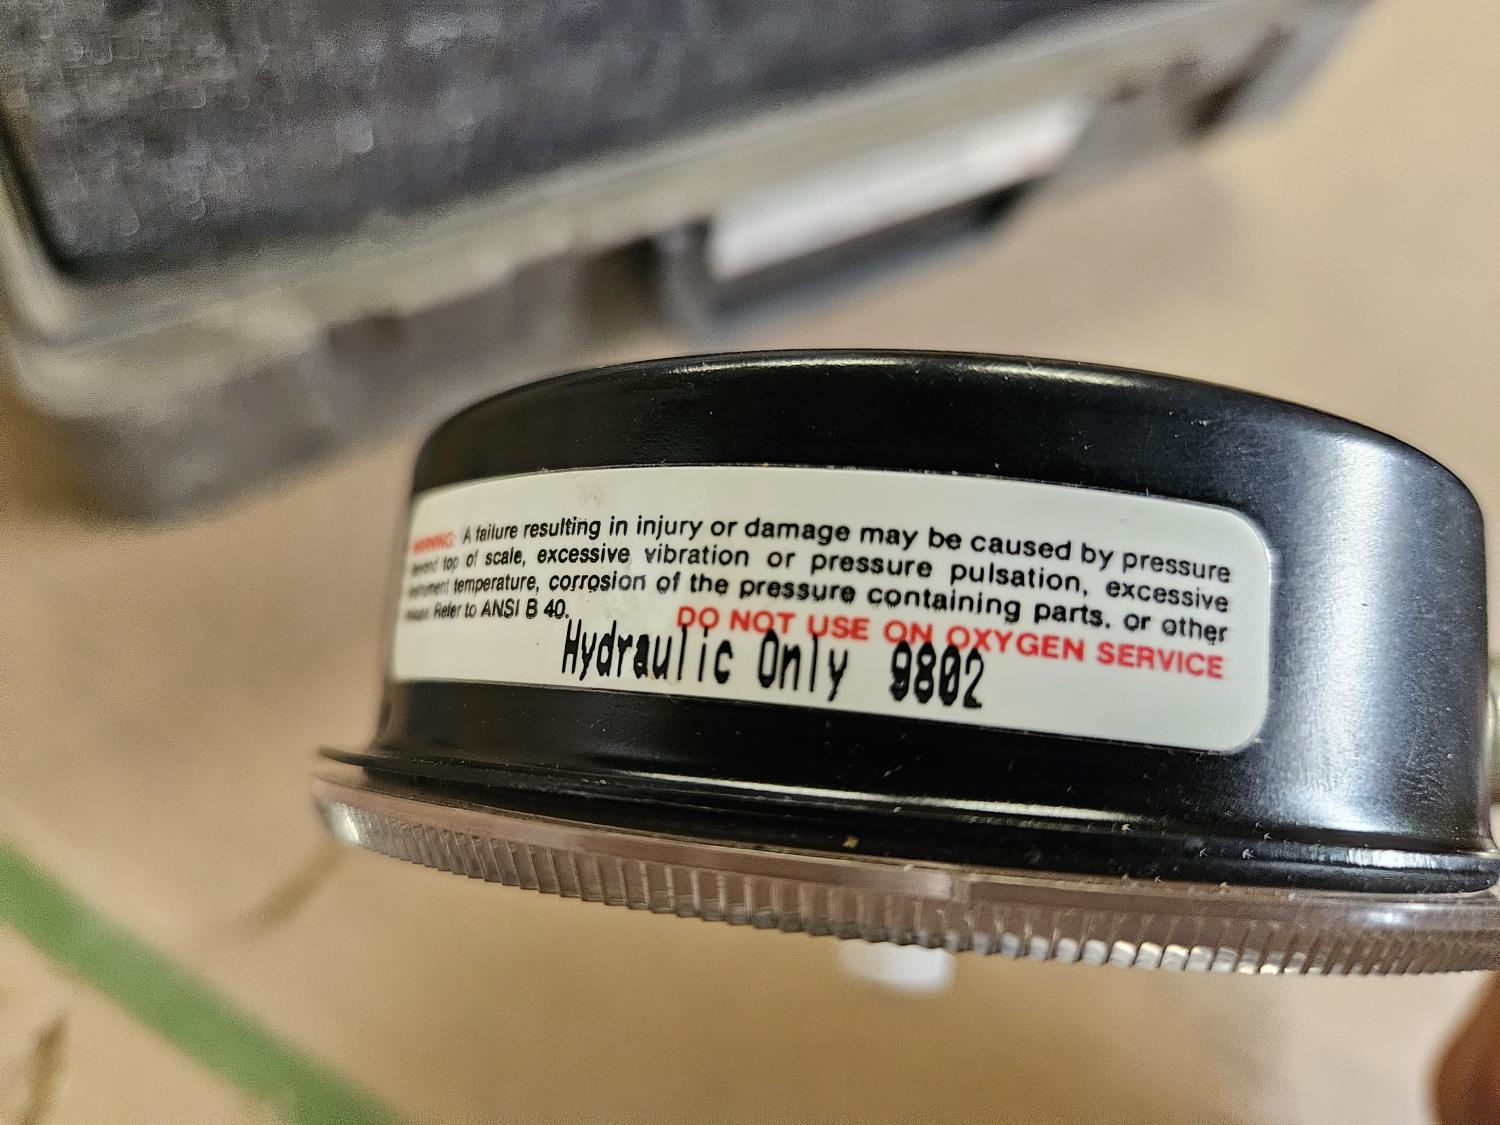 WARNING: A failure resulting in injury or damage may be caused by pressure
beyond top of scale, excessive vibration or pressure pulsation, excessive
instrument temperature, corrosion of the pressure containing parts, or other
Refer to ANSI B 40.
DO NOT USE ON OXYGEN SERVICE
Hydraulic Only 9802